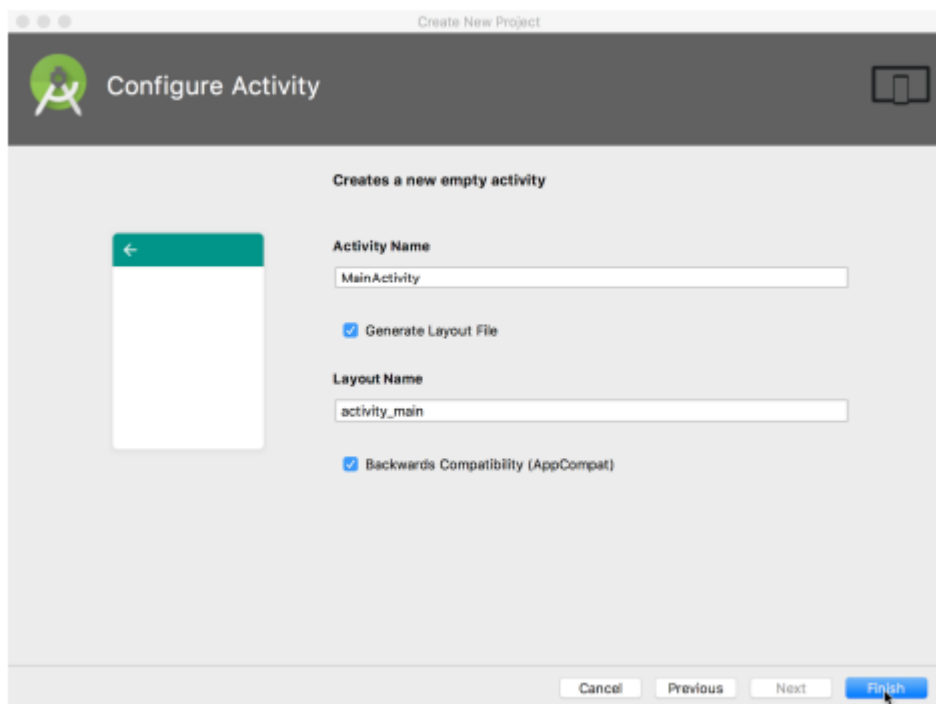 Create New Project
Configure Activity
Creates a new empty activity
Activity Name
MainActivity
Generate Layout File
Layout Name
activity_main
Backwards Compatibility (AppCompat)
Cancel
Previous
Next
Finish